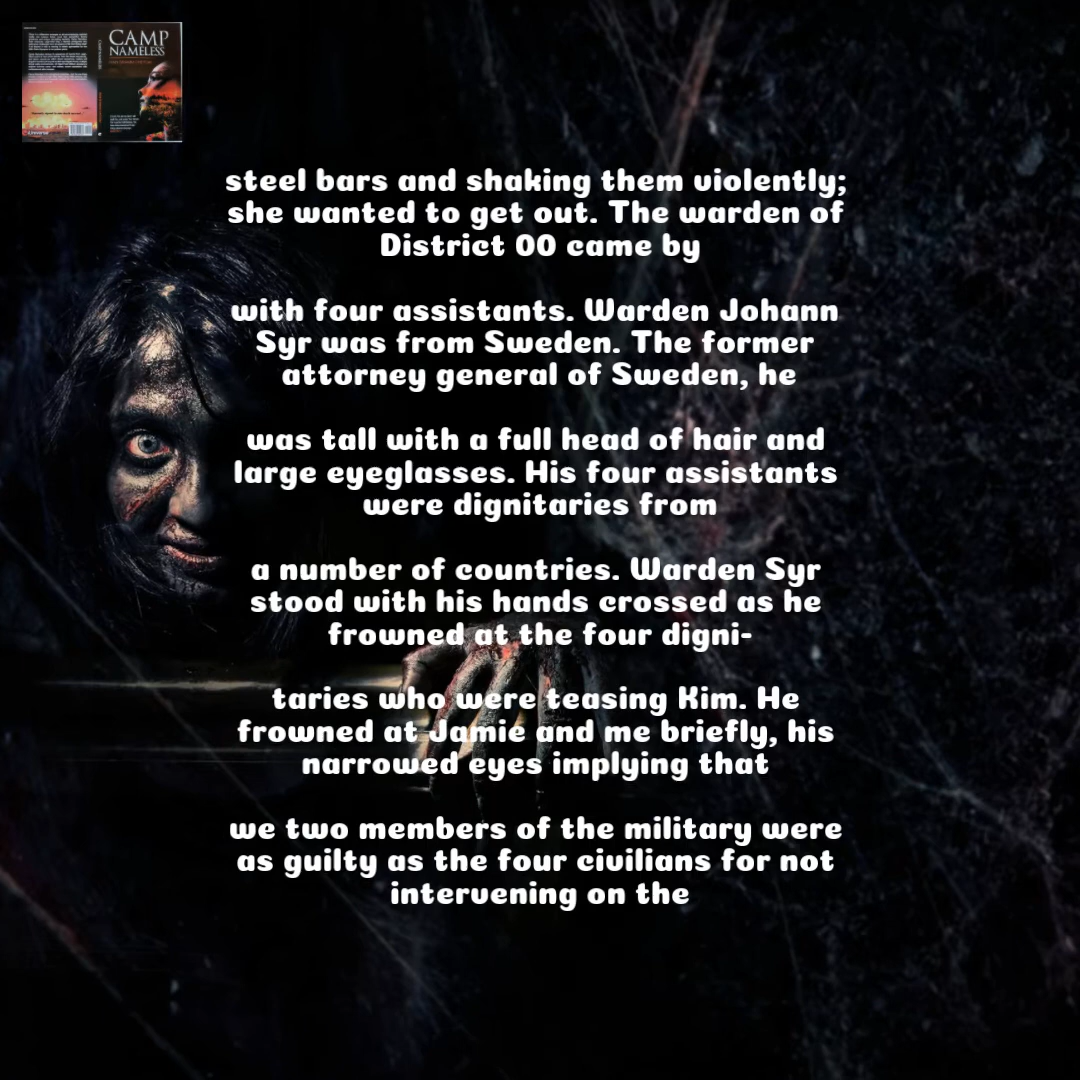 CAMP
NAMELESS
steel bars and shaking them violently;
she wanted to get out. The warden of
District 00 came by
with four assistants. Warden Johann
Syr was from Sweden. The former
attorney general of Sweden, he
was tall with a full head of hair and
large eyeglasses. His four assistants
were dignitaries from
a number of countries. Warden Syr
stood with his hands crossed as he
frowned at the four digni-
taries who were teasing Kim. He
frowned at Jamie and me briefly, his
narrowed eyes implying that
we two members of the military were
as guilty as the four civilians for not
intervening on the